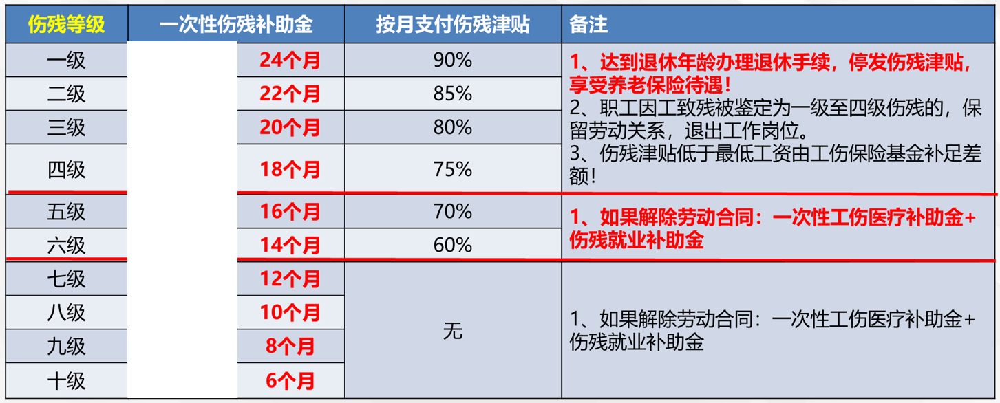 伤残等级 一次性伤残补助金 按月支付伤残津贴 备注
一级 24个月 90%
二级 22个月 85%
三级 20个月 80%
四级 18个月 75%
1、达到退休年龄办理退休手续，停发伤残津贴，
享受养老保险待遇！
2、职工因工致残被鉴定为一级至四级伤残的，保
留劳动关系，退出工作岗位。
3、伤残津贴低于最低工资由工伤保险基金补足差
额！
五级 16个月 70%
六级 14个月 60%
1、如果解除劳动合同：一次性工伤医疗补助金+
伤残就业补助金
七级 12个月
八级 10个月
九级 8个月
十级 6个月
无
1、如果解除劳动合同：一次性工伤医疗补助金+
伤残就业补助金